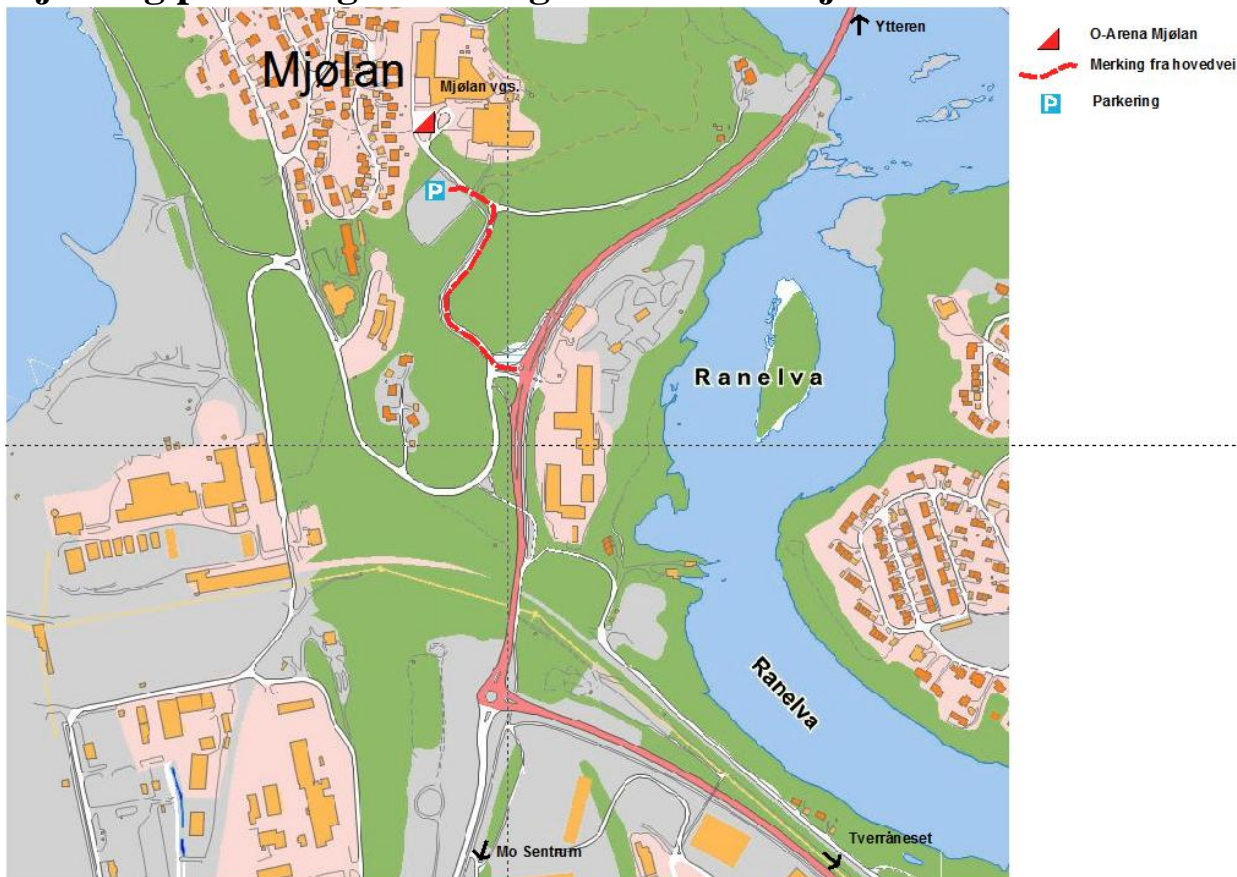 Ytteren
O-Arena Mjølan
Mjølan
Merking fra hovedvei
Mjølan vgs.
P
Parkering
P
Ranelva
Ranelva
Tverråneset
Mo Sentrum